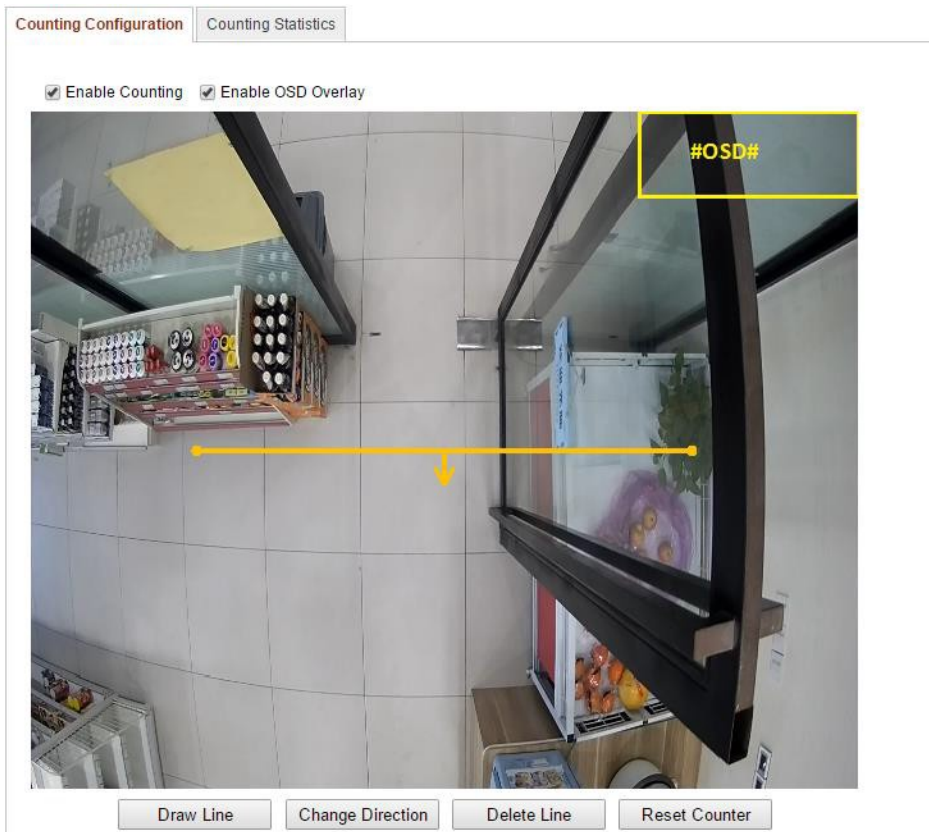 Counting Configuration
Counting Statistics
Enable Counting
Enable OSD Overlay
#OSD#
Draw Line
Change Direction
Delete Line
Reset Counter